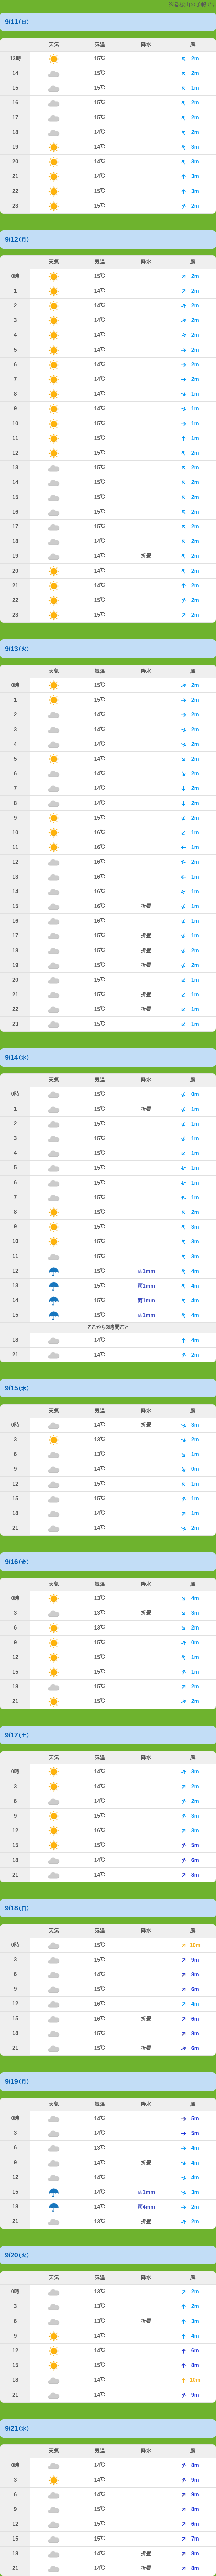 ※乾燥山の予報です
9/11(日)
天気 気温 降水 風
13時 15℃ 2m
14 15℃ 2m
15 15℃ 1m
16 15℃ 2m
17 15℃ 2m
18 14℃ 2m
19 14℃ 3m
20 14℃ 3m
21 14℃ 3m
22 15℃ 3m
23 15℃ 2m
9/12(月)
天気 気温 降水 風
0時 15℃ 2m
1 14℃ 2m
2 14℃ 2m
3 14℃ 2m
4 14℃ 2m
5 14℃ 2m
6 14℃ 2m
7 14℃ 2m
8 14℃ 1m
9 14℃ 1m
10 15℃ 1m
11 15℃ 1m
12 15℃ 2m
13 15℃ 2m
14 15℃ 2m
15 15℃ 2m
16 15℃ 2m
17 15℃ 2m
18 14℃ 2m
19 14℃ 折畳 2m
20 14℃ 2m
21 14℃ 2m
22 15℃ 2m
23 15℃ 2m
9/13(火)
天気 気温 降水 風
0時 15℃ 2m
1 15℃ 2m
2 15℃ 2m
3 14℃ 2m
4 14℃ 2m
5 14℃ 2m
6 14℃ 2m
7 14℃ 2m
8 14℃ 2m
9 15℃ 2m
10 16℃ 1m
11 16℃ 1m
12 16℃ 2m
13 16℃ 1m
14 16℃ 1m
15 16℃ 折畳 1m
16 16℃ 1m
17 15℃ 折畳 1m
18 15℃ 折畳 2m
19 15℃ 折畳 2m
20 15℃ 1m
21 15℃ 折畳 1m
22 15℃ 折畳 1m
23 15℃ 1m
9/14(水)
天気 気温 降水 風
0時 15℃ 0m
1 15℃ 折畳 1m
2 15℃ 1m
3 15℃ 1m
4 15℃ 1m
5 15℃ 1m
6 15℃ 1m
7 15℃ 1m
8 15℃ 2m
9 15℃ 3m
10 15℃ 3m
11 15℃ 3m
12 15℃ 雨1mm 4m
13 15℃ 雨1mm 4m
14 15℃ 雨1mm 4m
15 15℃ 雨1mm 4m
ここから3時間ごと
18 14℃ 4m
21 14℃ 2m
9/15(木)
天気 気温 降水 風
0時 14℃ 折畳 3m
3 13℃ 2m
6 13℃ 1m
9 14℃ 0m
12 15℃ 1m
15 15℃ 1m
18 14℃ 1m
21 14℃ 2m
9/16(金)
天気 気温 降水 風
0時 13℃ 4m
3 13℃ 折畳 3m
6 13℃ 2m
9 15℃ 0m
12 15℃ 1m
15 15℃ 1m
18 15℃ 2m
21 15℃ 2m
9/17(土)
天気 気温 降水 風
0時 14℃ 3m
3 14℃ 2m
6 14℃ 2m
9 15℃ 3m
12 16℃ 3m
15 15℃ 5m
18 14℃ 6m
21 14℃ 8m
9/18(日)
天気 気温 降水 風
0時 15℃ 10m
3 15℃ 9m
6 14℃ 8m
9 15℃ 6m
12 16℃ 4m
15 16℃ 折畳 6m
18 15℃ 8m
21 15℃ 折畳 6m
9/19(月)
天気 気温 降水 風
0時 14℃ 5m
3 14℃ 5m
6 13℃ 4m
9 14℃ 折畳 4m
12 14℃ 4m
15 14℃ 雨1mm 3m
18 14℃ 雨4mm 2m
21 13℃ 折畳 2m
9/20(火)
天気 気温 降水 風
0時 13℃ 2m
3 13℃ 2m
6 13℃ 折畳 3m
9 14℃ 4m
12 14℃ 6m
15 15℃ 8m
18 14℃ 10m
21 14℃ 9m
9/21(水)
天気 気温 降水 風
0時 14℃ 8m
3 14℃ 9m
6 14℃ 9m
9 15℃ 8m
12 15℃ 6m
15 15℃ 7m
18 14℃ 折畳 8m
21 14℃ 折畳 8m